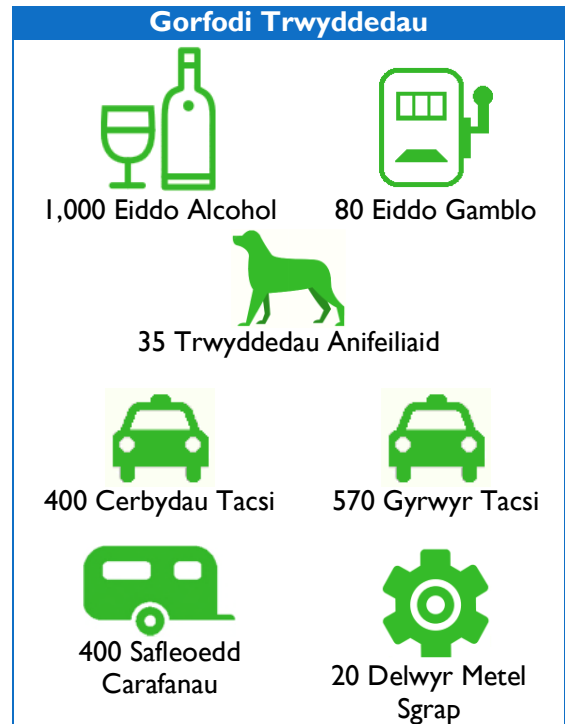 Gorfodi Trwyddedau
1,000 Eiddo Alcohol
80 Eiddo Gamblo
35 Trwyddedau Anifeiliaid
400 Cerbydau Tacsi
570 Gyrwyr Tacsi
400 Safleoedd
Carafanau
20 Delwyr Metel
Sgrap